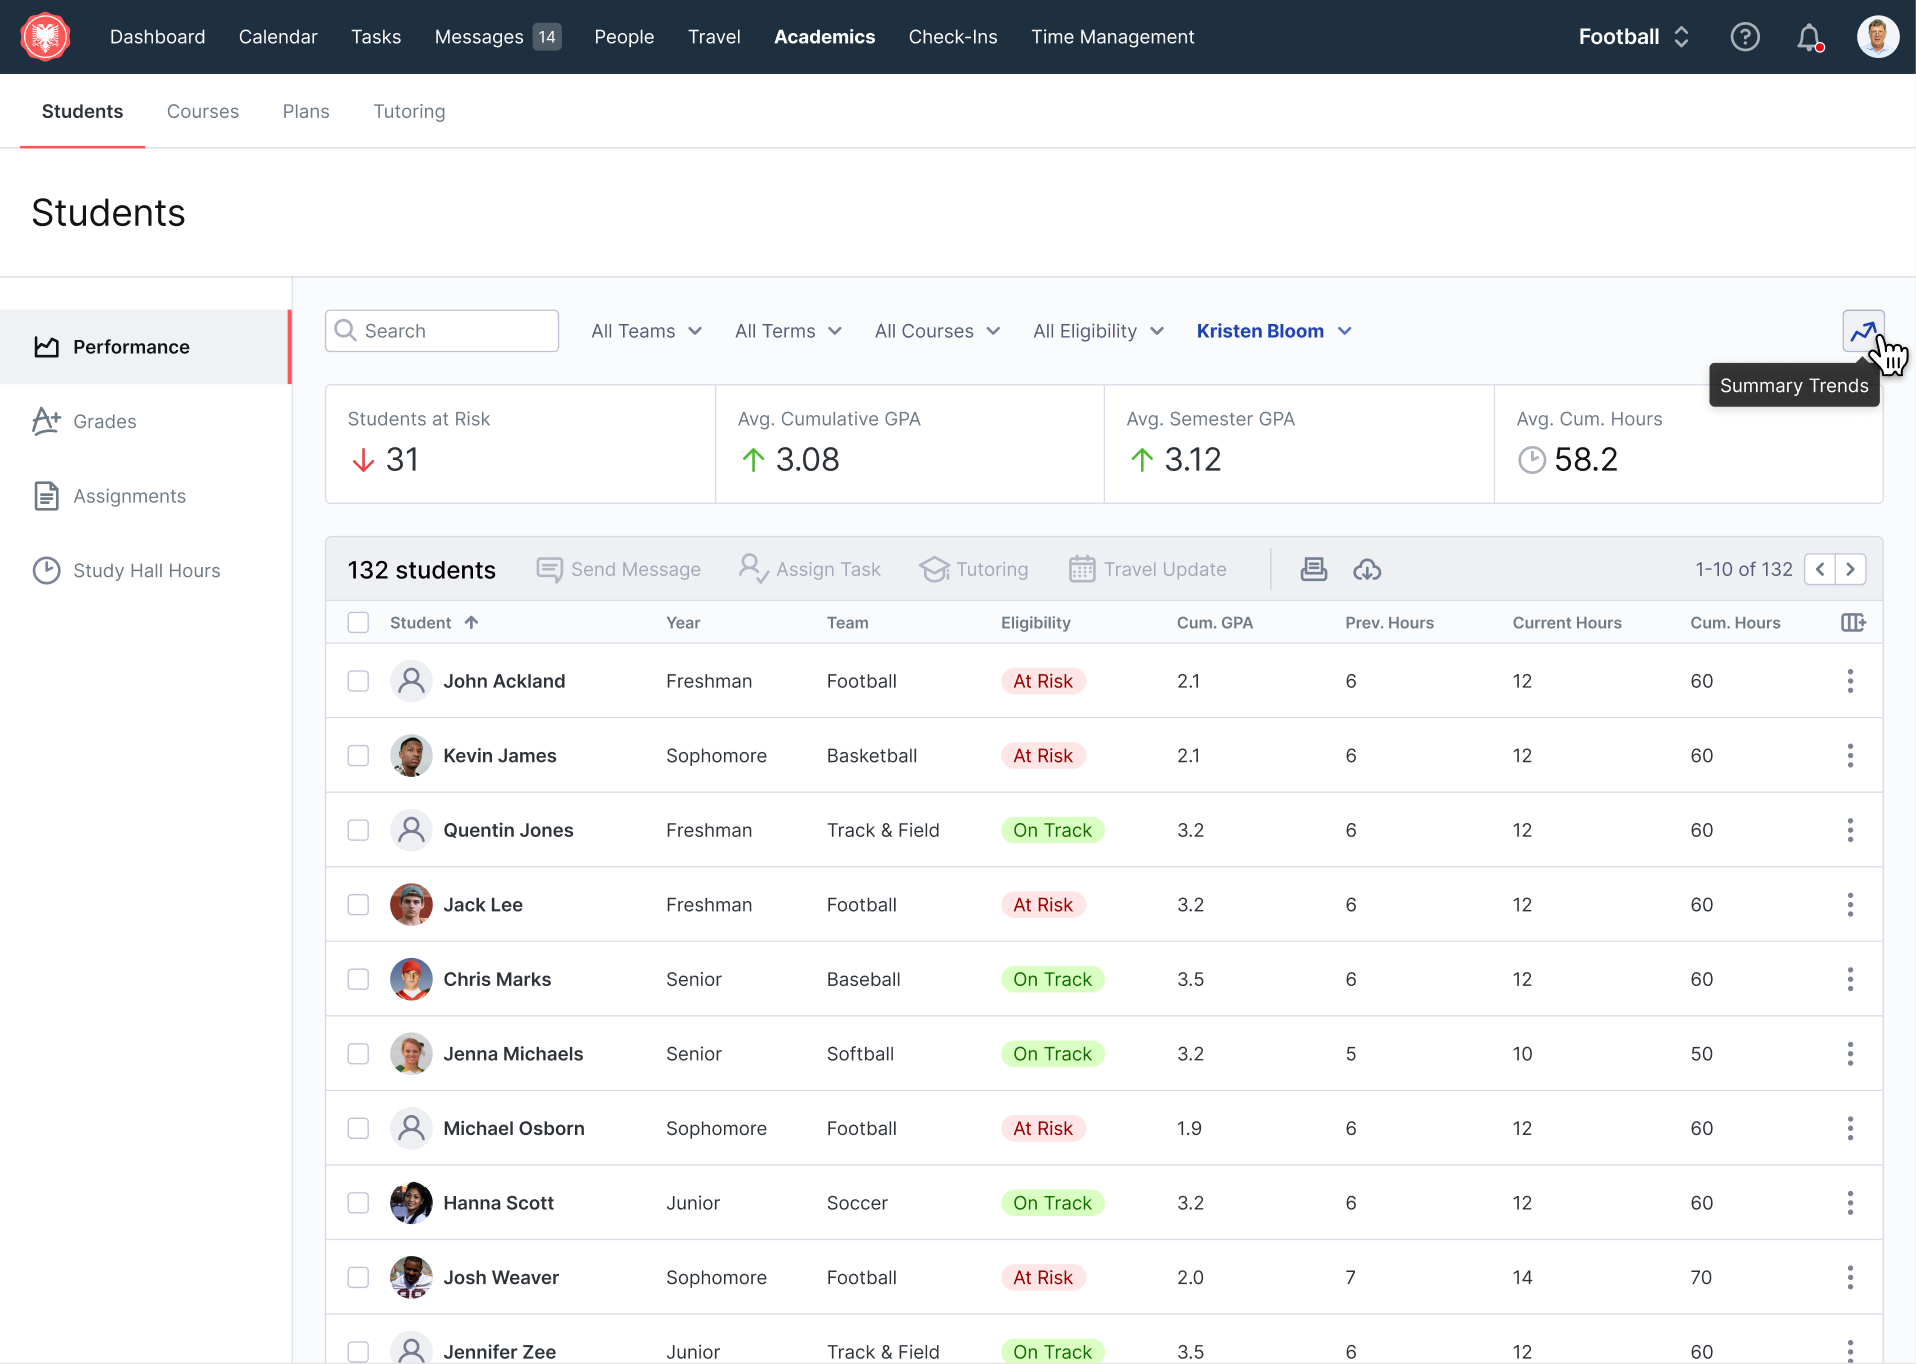 Dashboard Calendar Tasks Messages 14 People Travel Academics Check-Ins Time Management Football
Students Courses Plans Tutoring
Students
Performance
Grades
Assignments
Study Hall Hours
Search All Teams All Terms All Courses All Eligibility Kristen Bloom
Summary Trends
Students at Risk Avg. Cumulative GPA Avg. Semester GPA Avg. Cum. Hours
31 3.08 3.12 58.2
132 students Send Message Assign Task Tutoring Travel Update 1-10 of 132
Student Year Team Eligibility Cum. GPA Prev. Hours Current Hours Cum. Hours
John Ackland Freshman Football At Risk 2.1 6 12 60
Kevin James Sophomore Basketball At Risk 2.1 6 12 60
Quentin Jones Freshman Track & Field On Track 3.2 6 12 60
Jack Lee Freshman Football At Risk 3.2 6 12 60
Chris Marks Senior Baseball On Track 3.5 6 12 60
Jenna Michaels Senior Softball On Track 3.2 5 10 50
Michael Osborn Sophomore Football At Risk 1.9 6 12 60
Hanna Scott Junior Soccer On Track 3.2 6 12 60
Josh Weaver Sophomore Football At Risk 2.0 7 14 70
Jennifer Zee Junior Track & Field On Track 3.5 6 12 60